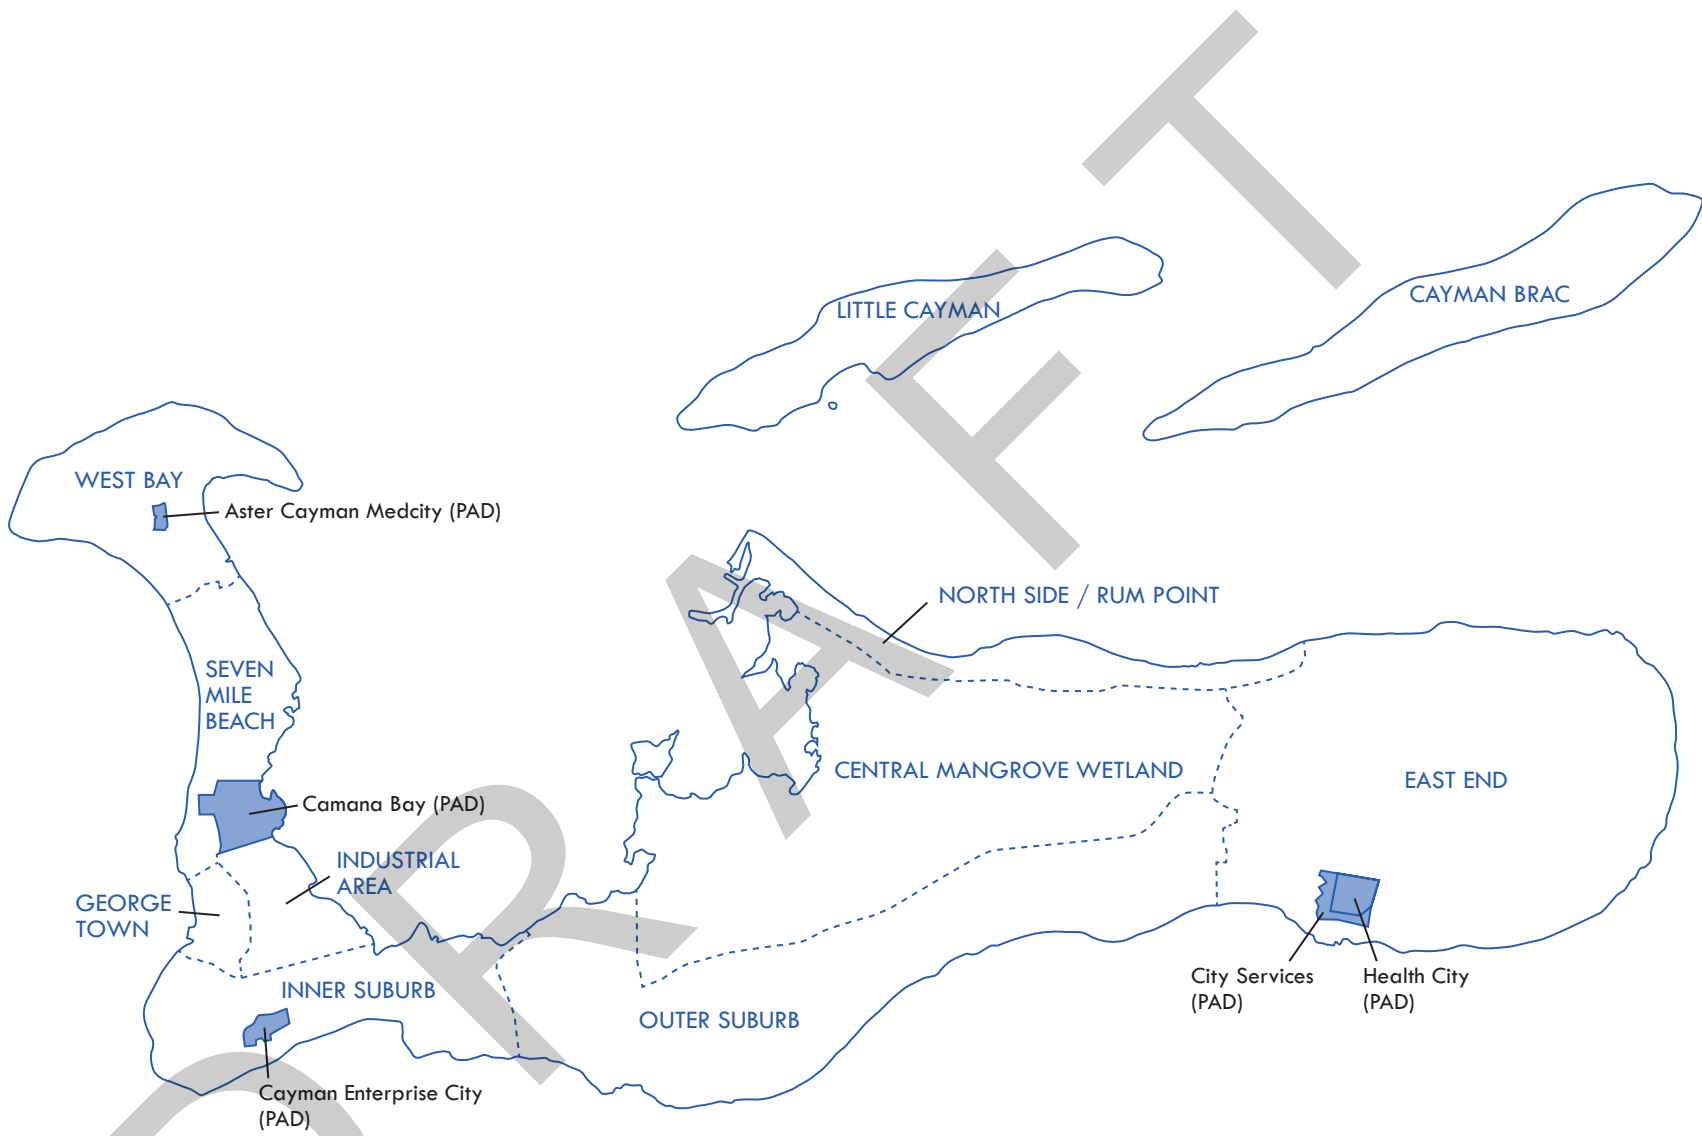 DRAFT
LITTLE CAYMAN
CAYMAN BRAC
WEST BAY
Aster Cayman Medcity (PAD)
NORTH SIDE / RUM POINT
SEVEN
MILE
BEACH
CENTRAL MANGROVE WETLAND
EAST END
Camana Bay (PAD)
INDUSTRIAL
AREA
GEORGE
TOWN
INNER SUBURB
OUTER SUBURB
City Services
(PAD)
Health City
(PAD)
Cayman Enterprise City
(PAD)